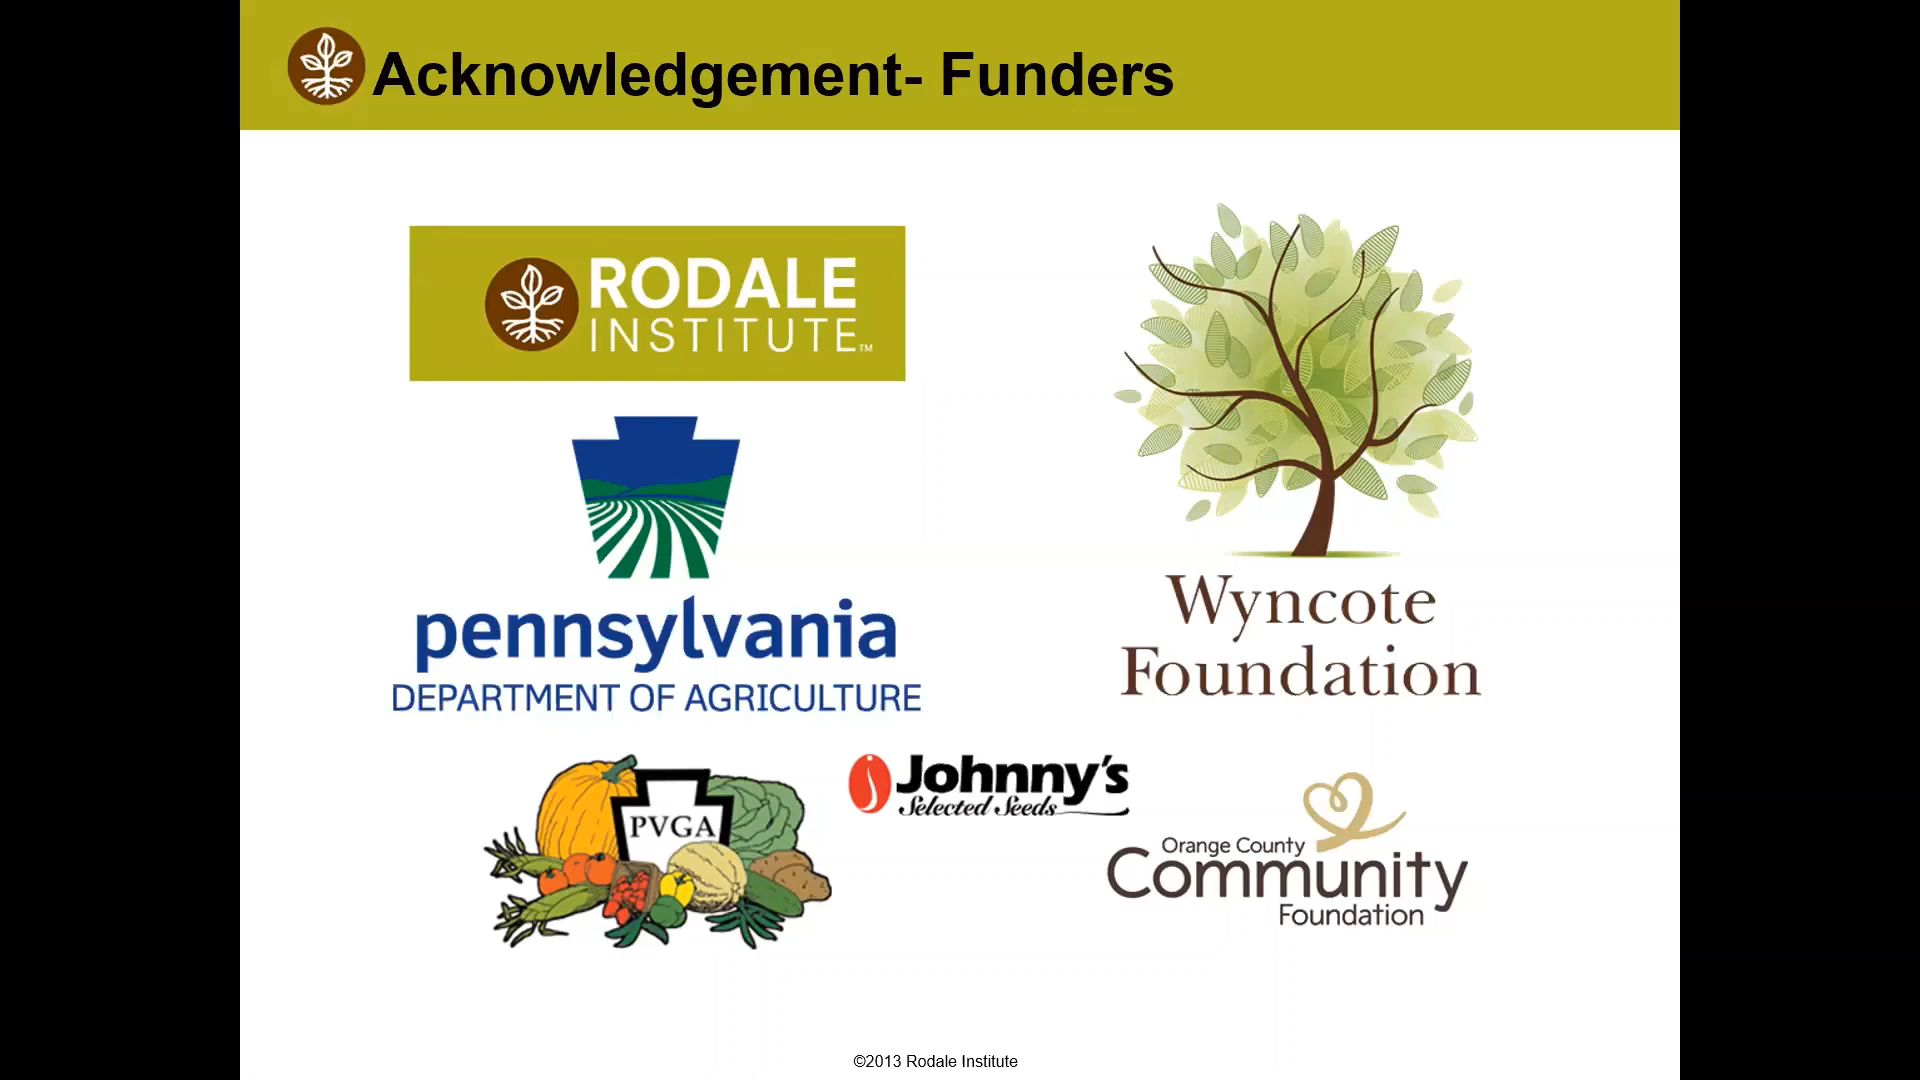 Acknowledgement- Funders
RODALE
INSTITUTE™
pennsylvania
DEPARTMENT OF AGRICULTURE
Wyncote
Foundation
PVGA
Johnny's
Selected Seeds
Orange County
Community
Foundation
©2013 Rodale Institute